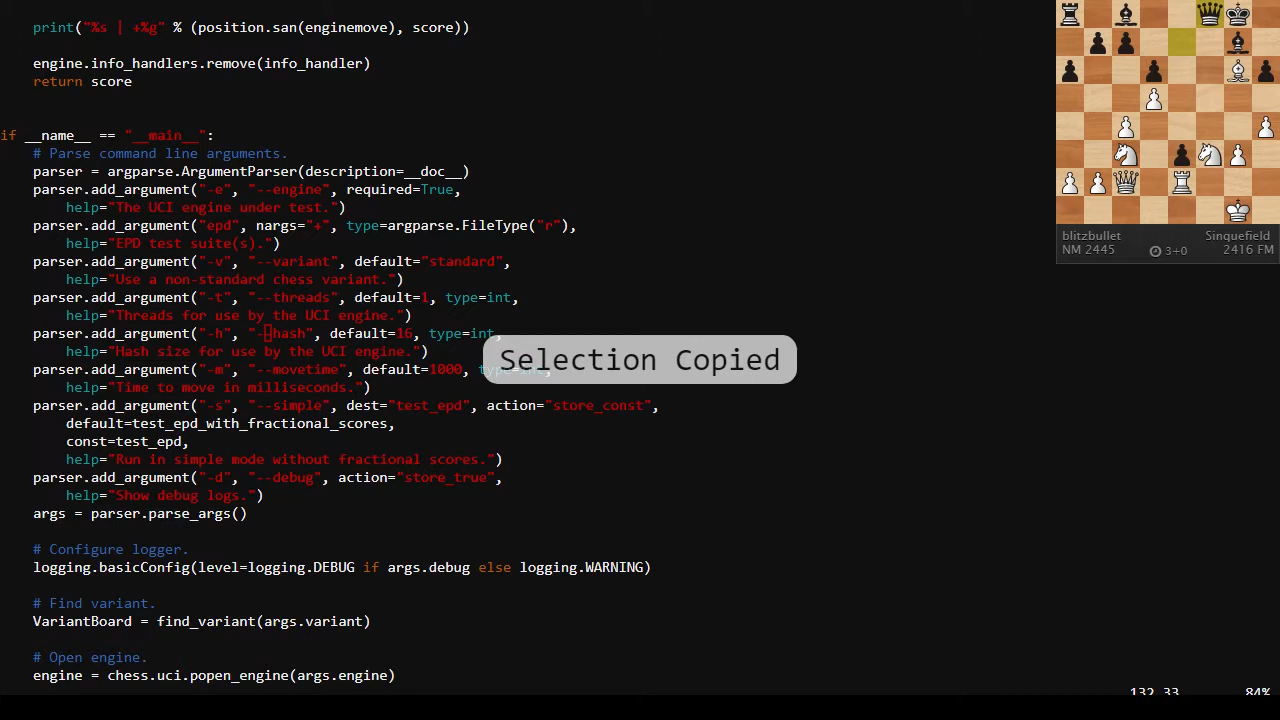 print("%s | +%g" % (position.san(enginemove), score))

    engine.info_handlers.remove(info_handler)
    return score


if __name__ == "__main__":
    # Parse command line arguments.
    parser = argparse.ArgumentParser(description=__doc__)
    parser.add_argument("-e", "--engine", required=True,
        help="The UCI engine under test.")
    parser.add_argument("epd", nargs="+", type=argparse.FileType("r"),
        help="EPD test suite(s).")
    parser.add_argument("-v", "--variant", default="standard",
        help="Use a non-standard chess variant.")
    parser.add_argument("-t", "--threads", default=1, type=int,
        help="Threads for use by the UCI engine.")
    parser.add_argument("-h", "--hash", default=16, type=int,
        help="Hash size for use by the UCI engine.")
    parser.add_argument("-m", "--movetime", default=1000, type=int,
        help="Time to move in milliseconds.")
    parser.add_argument("-s", "--simple", dest="test_epd", action="store_const",
        default=test_epd_with_fractional_scores,
        const=test_epd,
        help="Run in simple mode without fractional scores.")
    parser.add_argument("-d", "--debug", action="store_true",
        help="Show debug logs.")
    args = parser.parse_args()

    # Configure logger.
    logging.basicConfig(level=logging.DEBUG if args.debug else logging.WARNING)

    # Find variant.
    VariantBoard = find_variant(args.variant)

    # Open engine.
    engine = chess.uci.popen_engine(args.engine)
132,33 84%
Selection Copied
blitzbullet Sinquefield
NM 2445 3+0 2416 FM